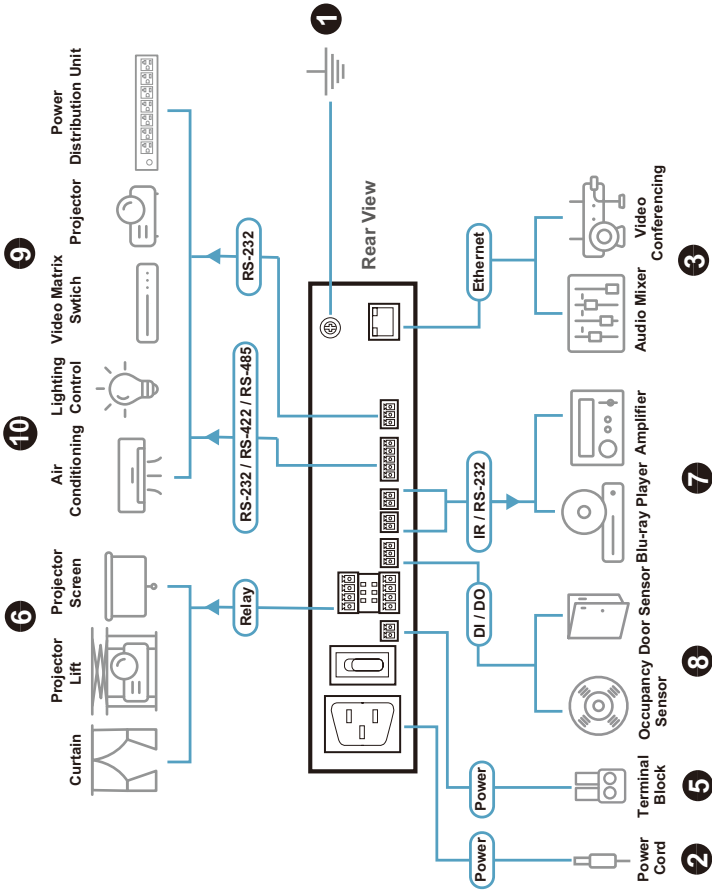 6
10
9
Curtain
Projector
Lift
Projector
Screen
Air
Conditioning
Lighting
Control
Video Matrix
Swtich
Projector
Power
Distribution Unit
Relay
RS-232 / RS-422 / RS-485
RS-232
1
Rear View
Power
Power
DI / DO
IR / RS-232
Ethernet
Power
Cord
Terminal
Block
Occupancy
Sensor
Door Sensor
Blu-ray Player
Amplifier
Audio Mixer
Video
Conferencing
2
5
8
7
3